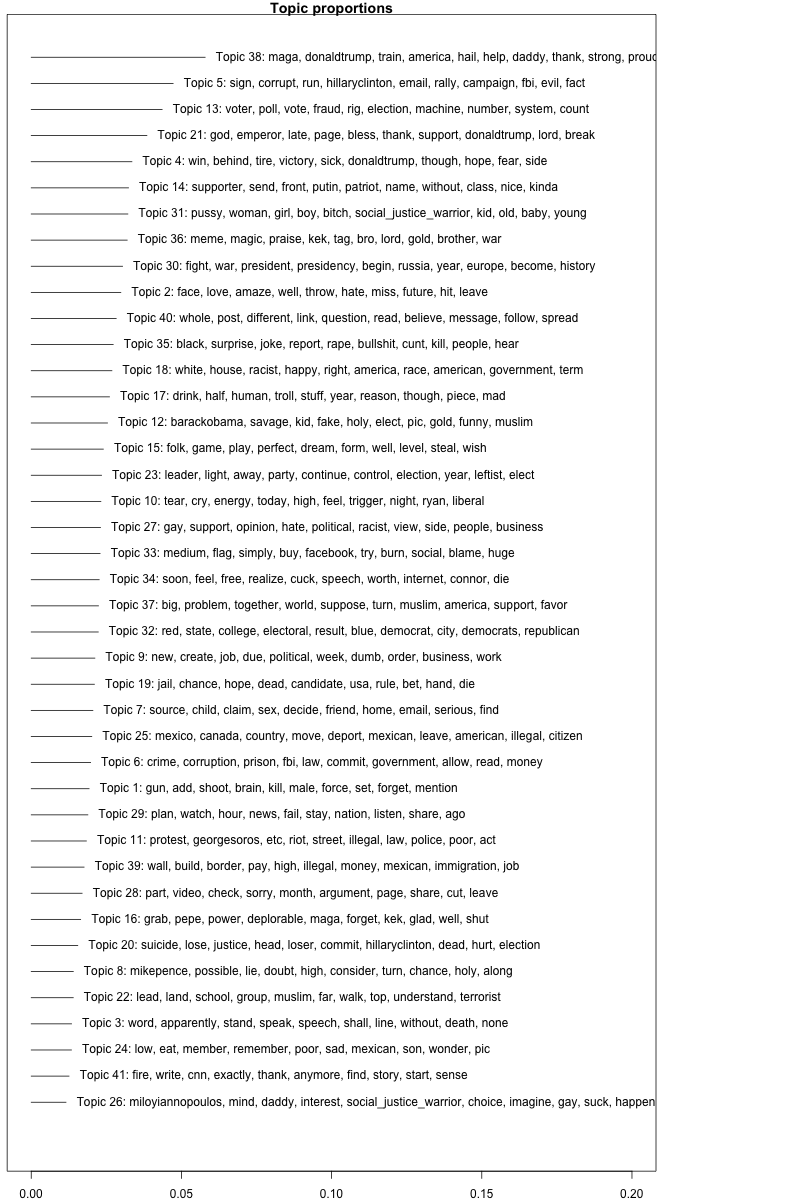 Topic proportions
Topic 38: maga, donaldtrump, train, america, hail, help, daddy, thank, strong, prouc
Topic 5: sign, corrupt, run, hillaryclinton, email, rally, campaign, fbi, evil, fact
Topic 13: voter, poll, vote, fraud, rig, election, machine, number, system, count
Topic 21: god, emperor, late, page, bless, thank, support, donaldtrump, lord, break
Topic 4: win, behind, tire, victory, sick, donaldtrump, though, hope, fear, side
Topic 14: supporter, send, front, putin, patriot, name, without, class, nice, kinda
Topic 31: pussy, woman, girl, boy, bitch, social_justice_warrior, kid, old, baby, young
Topic 36: meme, magic, praise, kek, tag, bro, lord, gold, brother, war
Topic 30: fight, war, president, presidency, begin, russia, year, europe, become, history
Topic 2: face, love, amaze, well, throw, hate, miss, future, hit, leave
Topic 40: whole, post, different, link, question, read, believe, message, follow, spread
Topic 35: black, surprise, joke, report, rape, bullshit, cunt, kill, people, hear
Topic 18: white, house, racist, happy, right, america, race, american, government, term
Topic 17: drink, half, human, troll, stuff, year, reason, though, piece, mad
Topic 12: barackobama, savage, kid, fake, holy, elect, pic, gold, funny, muslim
Topic 15: folk, game, play, perfect, dream, form, well, level, steal, wish
Topic 23: leader, light, away, party, continue, control, election, year, leftist, elect
Topic 10: tear, cry, energy, today, high, feel, trigger, night, ryan, liberal
Topic 27: gay, support, opinion, hate, political, racist, view, side, people, business
Topic 33: medium, flag, simply, buy, facebook, try, burn, social, blame, huge
Topic 34: soon, feel, free, realize, cuck, speech, worth, internet, connor, die
Topic 37: big, problem, together, world, suppose, turn, muslim, america, support, favor
Topic 32: red, state, college, electoral, result, blue, democrat, city, democrats, republican
Topic 9: new, create, job, due, political, week, dumb, order, business, work
Topic 19: jail, chance, hope, dead, candidate, usa, rule, bet, hand, die
Topic 7: source, child, claim, sex, decide, friend, home, email, serious, find
Topic 25: mexico, canada, country, move, deport, mexican, leave, american, illegal, citizen
Topic 6: crime, corruption, prison, fbi, law, commit, government, allow, read, money
Topic 1: gun, add, shoot, brain, kill, male, force, set, forget, mention
Topic 29: plan, watch, hour, news, fail, stay, nation, listen, share, ago
Topic 11: protest, georgesoros, etc, riot, street, illegal, law, police, poor, act
Topic 39: wall, build, border, pay, high, illegal, money, mexican, immigration, job
Topic 28: part, video, check, sorry, month, argument, page, share, cut, leave
Topic 16: grab, pepe, power, deplorable, maga, forget, kek, glad, well, shut
Topic 20: suicide, lose, justice, head, loser, commit, hillaryclinton, dead, hurt, election
Topic 8: mikepence, possible, lie, doubt, high, consider, turn, chance, holy, along
Topic 22: lead, land, school, group, muslim, far, walk, top, understand, terrorist
Topic 3: word, apparently, stand, speak, speech, shall, line, without, death, none
Topic 24: low, eat, member, remember, poor, sad, mexican, son, wonder, pic
Topic 41: fire, write, cnn, exactly, thank, anymore, find, story, start, sense
Topic 26: miloyiannopoulos, mind, daddy, interest, social_justice_warrior, choice, imagine, gay, suck, happen
0.00 0.05 0.10 0.15 0.20